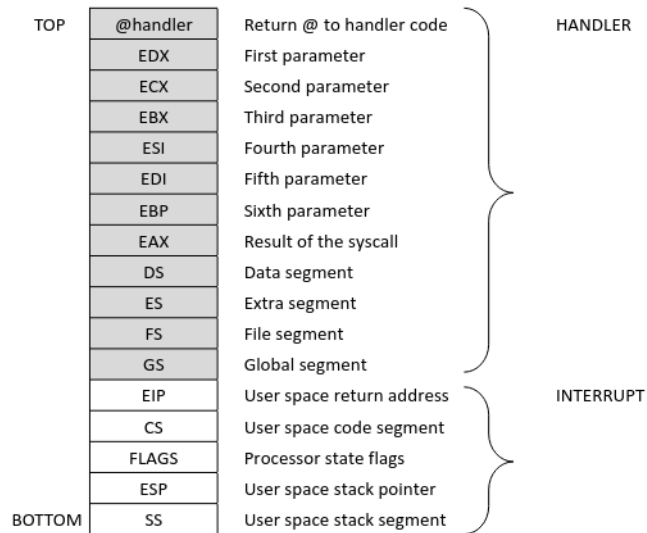 TOP @handler Return @ to handler code HANDLER
EDX First parameter
ECX Second parameter
EBX Third parameter
ESI Fourth parameter
EDI Fifth parameter
EBP Sixth parameter
EAX Result of the syscall
DS Data segment
ES Extra segment
FS File segment
GS Global segment
EIP User space return address INTERRUPT
CS User space code segment
FLAGS Processor state flags
ESP User space stack pointer
BOTTOM SS User space stack segment